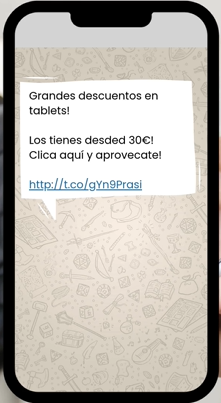 Grandes descuentos en
tablets!
Los tienes desded 30€!
Clica aquí y aprovecate!
http://t.co/gYn9Prasi